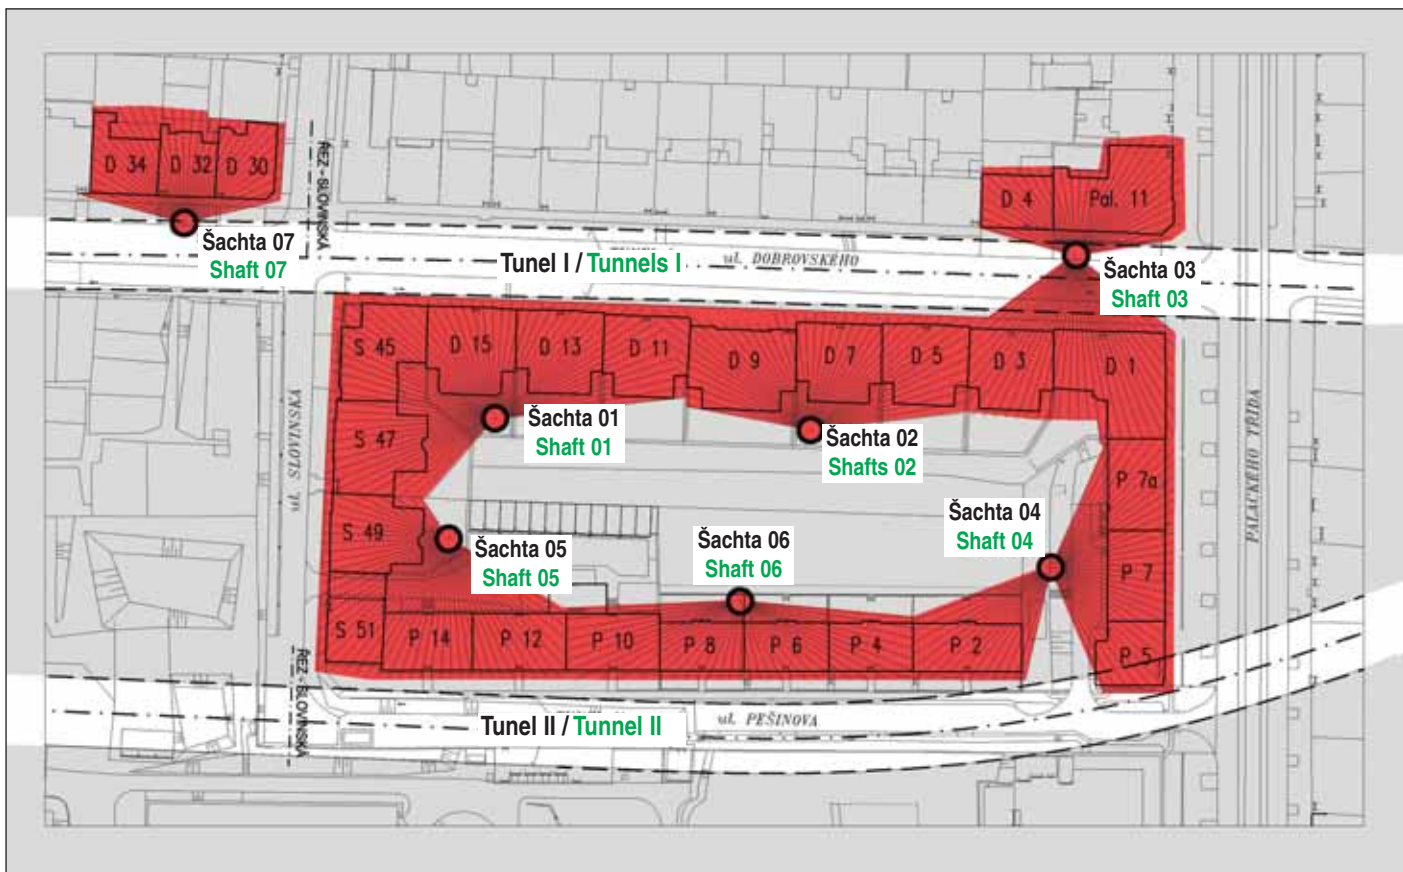 D 34
D 32
D 30
ŘEZ - SLOVINSKÁ
D 4
Pal. 11
Šachta 07
Shaft 07
Tunel I / Tunnels I
ul. DOBROVSKÉHO
Šachta 03
Shaft 03
S 45
D 15
D 13
D 11
D 9
D 7
D 5
D 3
D 1
ul. SLOVINSKÁ
PALACKÉHO TŘÍDA
Šachta 01
Shaft 01
Šachta 02
Shafts 02
S 47
P 7a
S 49
Šachta 05
Shaft 05
Šachta 06
Shaft 06
Šachta 04
Shaft 04
P 7
S 51
P 14
P 12
P 10
P 8
P 6
P 4
P 2
P 5
ŘEZ - SLOVINSKÁ
Tunel II / Tunnel II
ul. PEŠINOVA